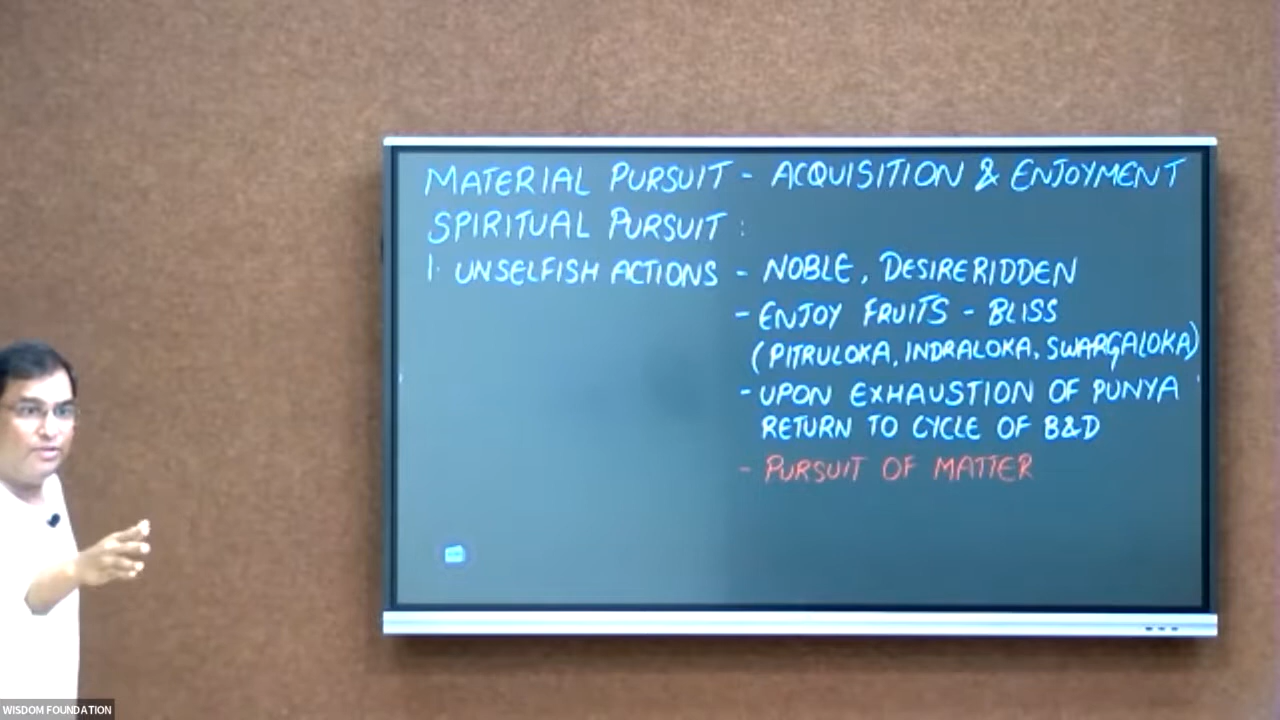 MATERIAL PURSUIT - ACQUISITION & ENJOYMENT
SPIRITUAL PURSUIT :
1. UNSELFISH ACTIONS - NOBLE, DESIRERIDDEN
- ENJOY FRUITS - BLISS
(PITRULOKA, INDRALOKA, SWARGALOKA)
- UPON EXHAUSTION OF PUNYA
RETURN TO CYCLE OF B&D
- PURSUIT OF MATTER
WISDOM FOUNDATION